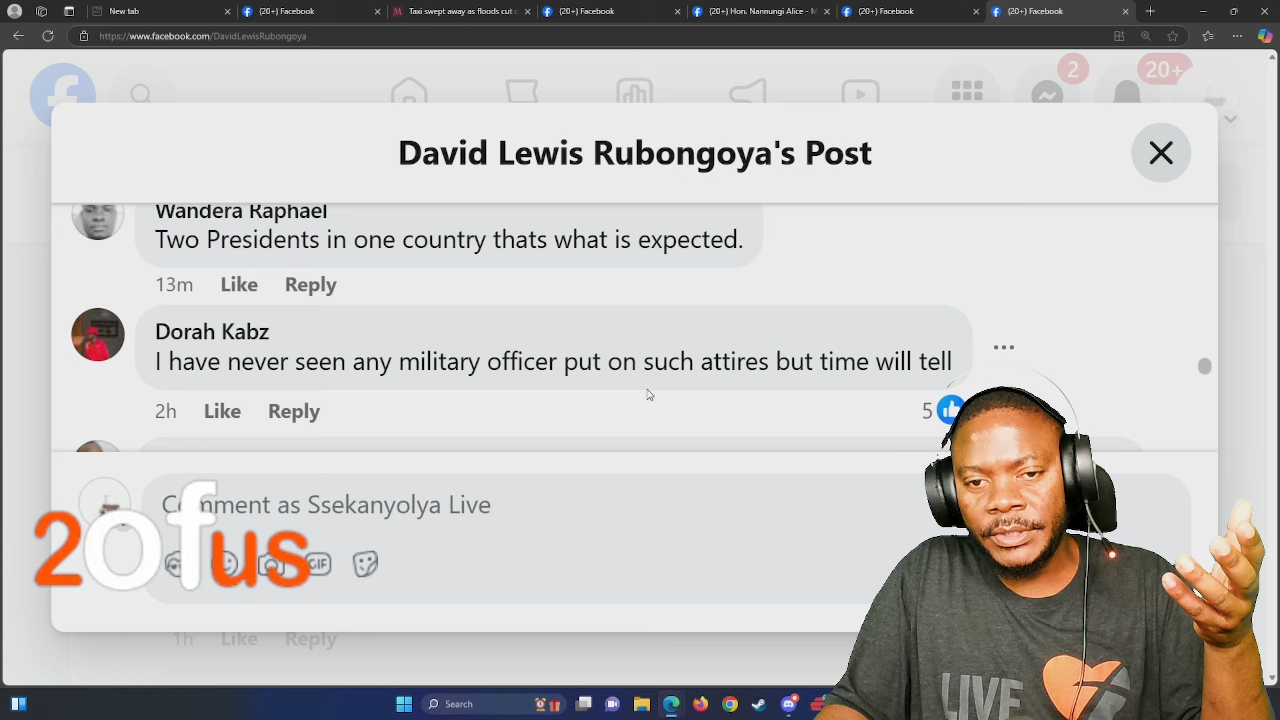 New tab
(20+) Facebook
Taxi swept away as floods cut c
(20+) Facebook
(20+) Hon. Nannungi Alice - M
(20+) Facebook
(20+) Facebook
https://www.facebook.com/DavidLewisRubongoya
2
20+
David Lewis Rubongoya's Post
Wandera Raphael
Two Presidents in one country thats what is expected.
13m Like Reply
Dorah Kabz
I have never seen any military officer put on such attires but time will tell
2h Like Reply 5
Comment as Ssekanyolya Live
GIF
2Ofus
1h Like Reply
LIVE
Search